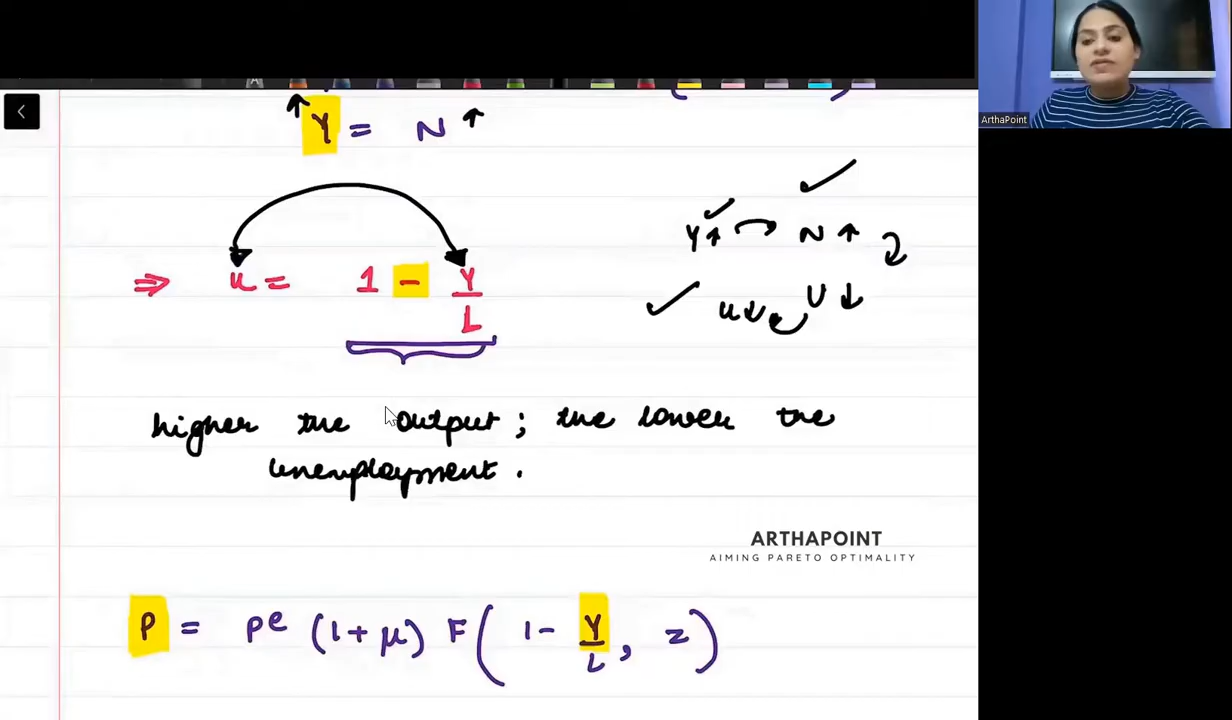 ↑ Y = N ↑
⇒ u = 1 - Y/L
Y↑ N↑
u↓ U↓
higher the output; the lower the
unemployment.
ARTHAPOINT
AIMING PARETO OPTIMALITY
P = pe (1+μ) F(1- Y/L, z)
ArthaPoint